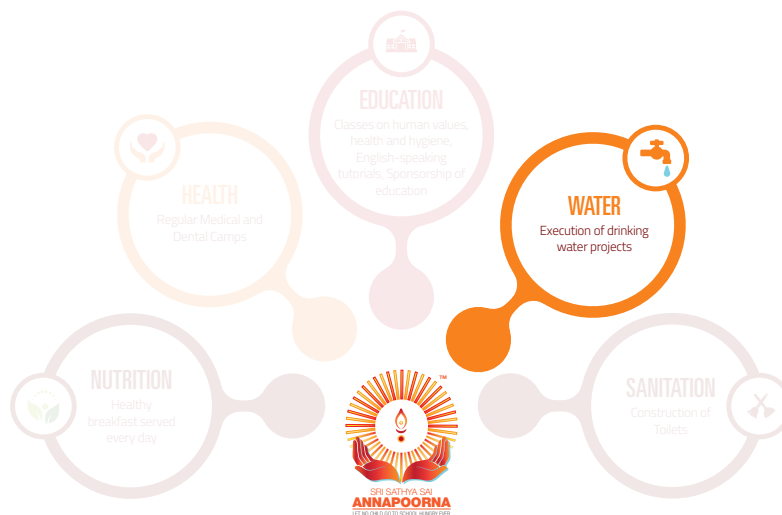 EDUCATION
Classes on human values,
health and hygiene,
English-speaking
tutorials, Sponsorship of
education
HEALTH
Regular Medical and
Dental Camps
WATER
Execution of drinking
water projects
NUTRITION
Healthy
breakfast served
every day
SANITATION
Construction of
Toilets
TM
SRI SATHYA SAI
ANNAPOORNA
LET NO CHILD GO TO SCHOOL HUNGRY EVER